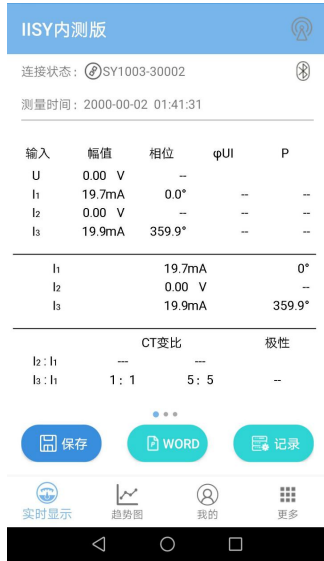 IISY内测版
连接状态: SY1003-30002
测量时间: 2000-00-02 01:41:31
输入 幅值 相位 φUI P
U 0.00 V --
I₁ 19.7mA 0.0° -- --
I₂ 0.00 V -- -- --
I₃ 19.9mA 359.9° -- --
I₁ 19.7mA 0°
I₂ 0.00 V --
I₃ 19.9mA 359.9°
CT变比 极性
I₂ : I₁ --- ---
I₃ : I₁ 1: 1 5: 5 --
保存 WORD 记录
实时显示 趋势图 我的 更多